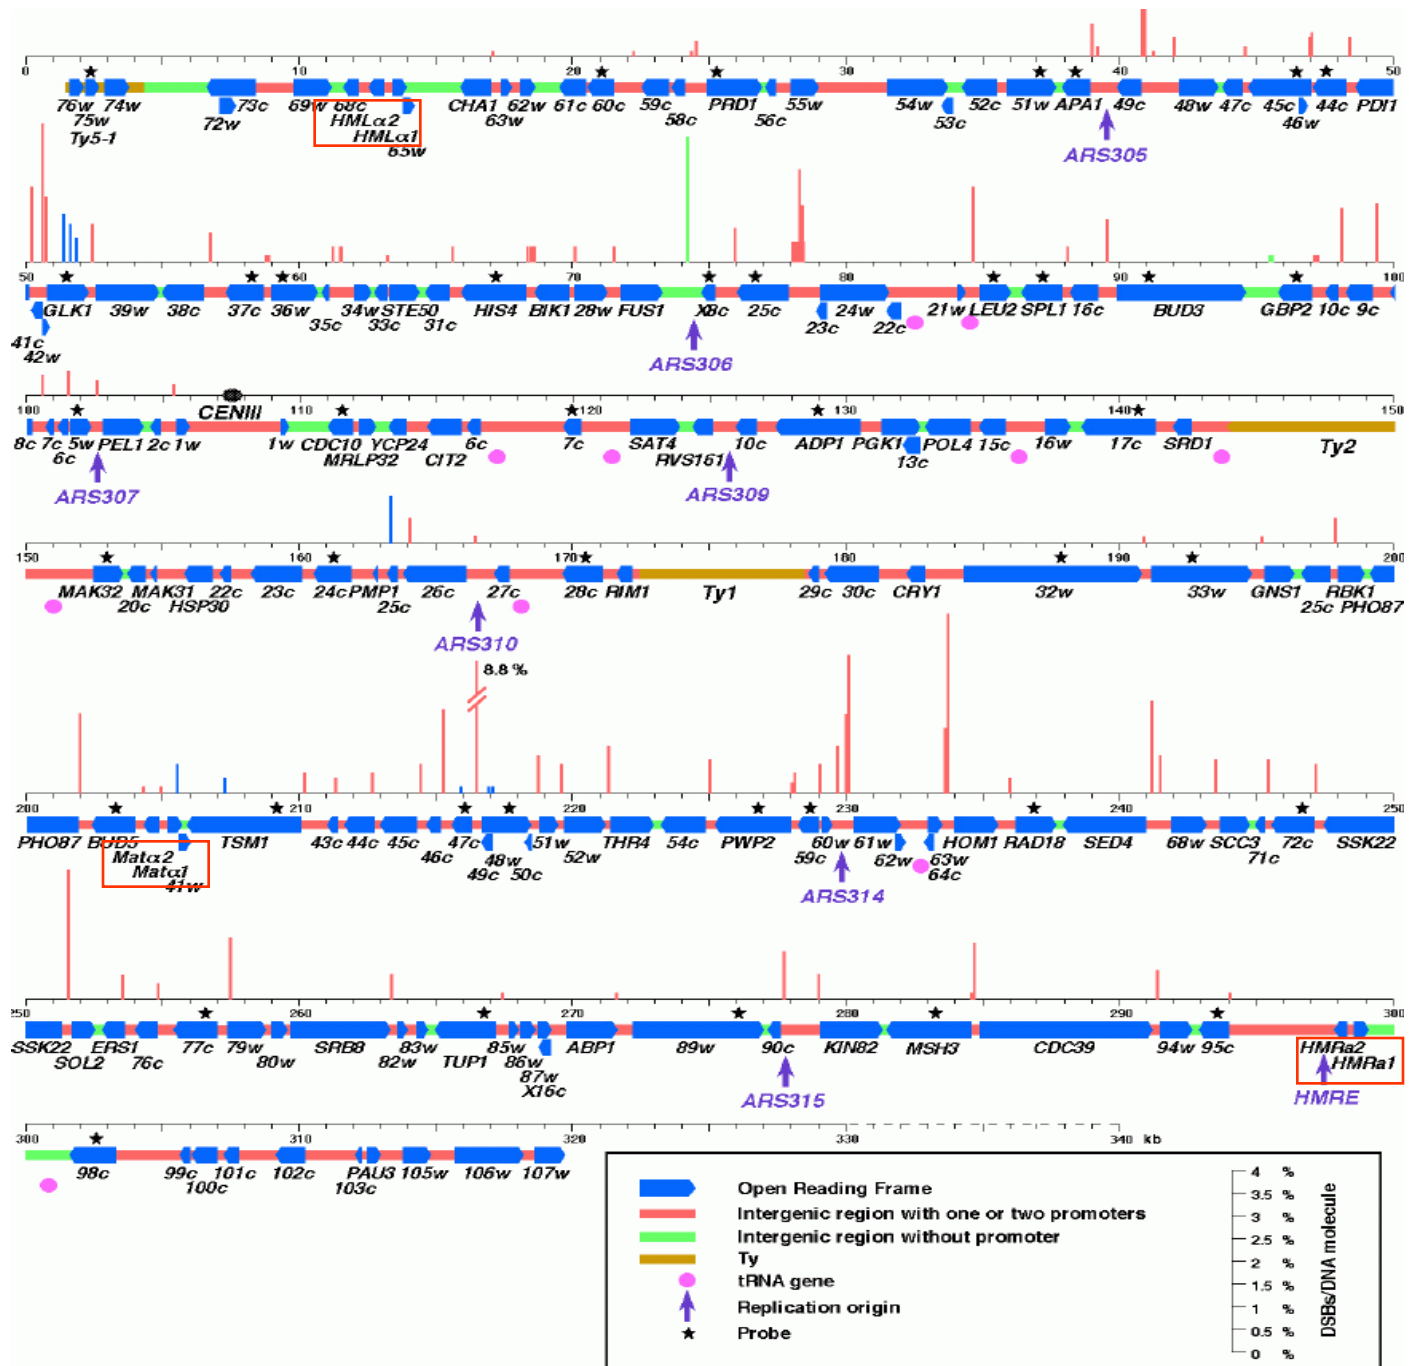 0 10 20 30 40 50
76w 74w 73c 69w 68c CHA1 62w 61c 60c 59c PRD1 55w 54w 52c 51w APA1 49c 48w 47c 45c 44c PDI1
75w 72w HMLα2 63w 58c 56c 53c 46w
Ty5-1 HMLα1
65w ARS305
50 60 70 80 90 100
GLK1 39w 38c 37c 36w 34w STE50 HIS4 BIK1 28w FUS1 X8c 25c 24w 21w LEU2 SPL1 16c BUD3 GBP2 10c 9c
41c 35c 33c 31c 23c 22c
42w ARS306
CENIII
100 110 120 130 140 150
8c 7c 5w PEL1 2c 1w 1w CDC10 YCP24 6c 7c SAT4 10c ADP1 PGK1 POL4 15c 16w 17c SRD1 Ty2
6c MRLP32 CIT2 RVS161 13c
ARS307 ARS309
150 160 170 180 190 200
MAK32 MAK31 22c 23c 24c PMP1 26c 27c 28c RIM1 Ty1 29c 30c CRY1 32w 33w GNS1 RBK1
20c HSP30 25c 25c PHO87
ARS310
8.8 %
200 210 220 230 240 250
PHO87 BUD5 TSM1 43c 44c 45c 47c 51w THR4 54c PWP2 60w 61w HOM1 RAD18 SED4 68w SCC3 72c SSK22
Matα2 46c 48w 52w 59c 62w 63w 71c
Matα1 49c 50c 64c
41w ARS314
250 260 270 280 290 300
SSK22 ERS1 77c 79w SRB8 83w 85w ABP1 89w 90c KIN82 MSH3 CDC39 94w 95c HMRa2
SOL2 76c 80w 82w TUP1 86w HMRa1
87w
X16c ARS315 HMRE
300 310 320 330 340 kb
98c 99c 101c 102c PAU3 105w 106w 107w
100c 103c
Open Reading Frame
Intergenic region with one or two promoters
Intergenic region without promoter
Ty
tRNA gene
Replication origin
Probe
4 %
3.5 %
3 %
2.5 %
2 %
1.5 %
1 %
0.5 %
0 %
DSBs/DNA molecule